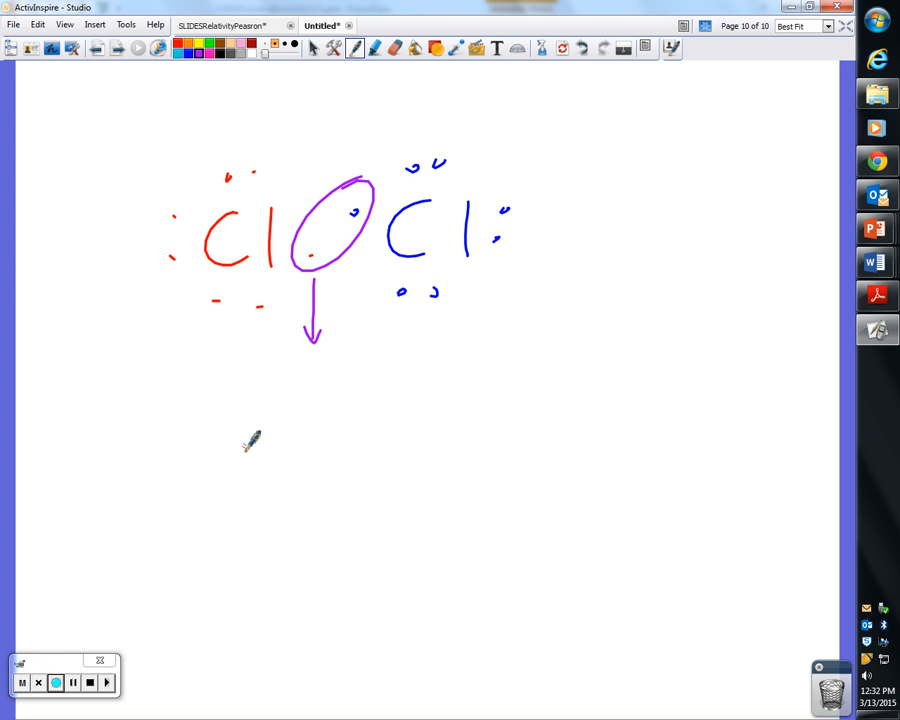 ActivInspire - Studio
File Edit View Insert Tools Help
SLIDESRelativityPeasron*
Untitled*
Page 10 of 10
Best Fit
T
Cl Cl
M
12:32 PM
3/13/2015